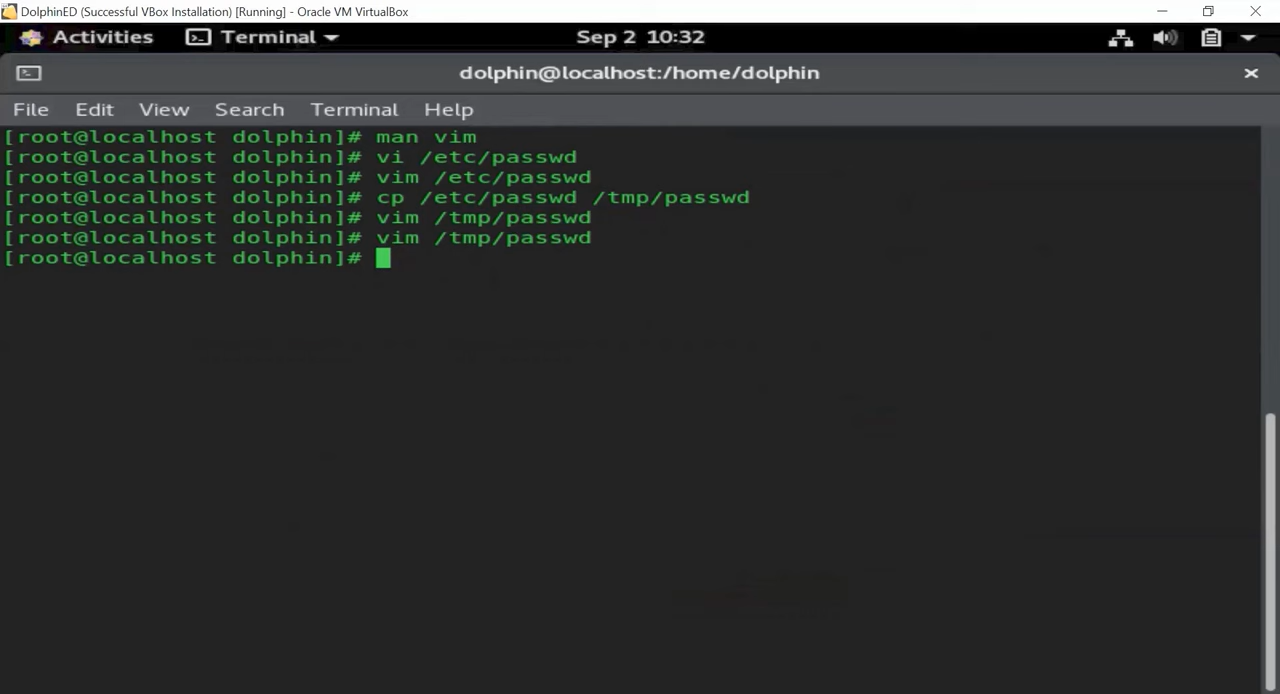 DolphinED (Successful VBox Installation) [Running] - Oracle VM VirtualBox
Activities Terminal Sep 2 10:32
dolphin@localhost:/home/dolphin
File Edit View Search Terminal Help
[root@localhost dolphin]# man vim
[root@localhost dolphin]# vi /etc/passwd
[root@localhost dolphin]# vim /etc/passwd
[root@localhost dolphin]# cp /etc/passwd /tmp/passwd
[root@localhost dolphin]# vim /tmp/passwd
[root@localhost dolphin]# vim /tmp/passwd
[root@localhost dolphin]#